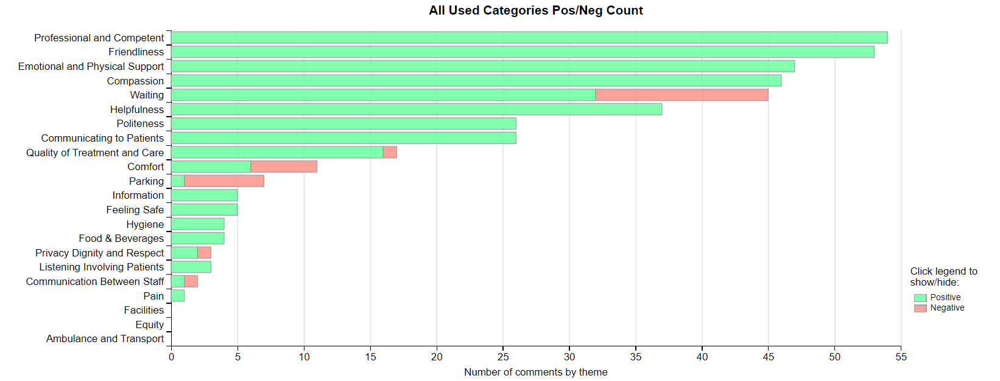 All Used Categories Pos/Neg Count
Professional and Competent
Friendliness
Emotional and Physical Support
Compassion
Waiting
Helpfulness
Politeness
Communicating to Patients
Quality of Treatment and Care
Comfort
Parking
Information
Feeling Safe
Hygiene
Food & Beverages
Privacy Dignity and Respect
Listening Involving Patients
Communication Between Staff
Pain
Facilities
Equity
Ambulance and Transport
0 5 10 15 20 25 30 35 40 45 50 55
Number of comments by theme
Click legend to
show/hide:
Positive
Negative